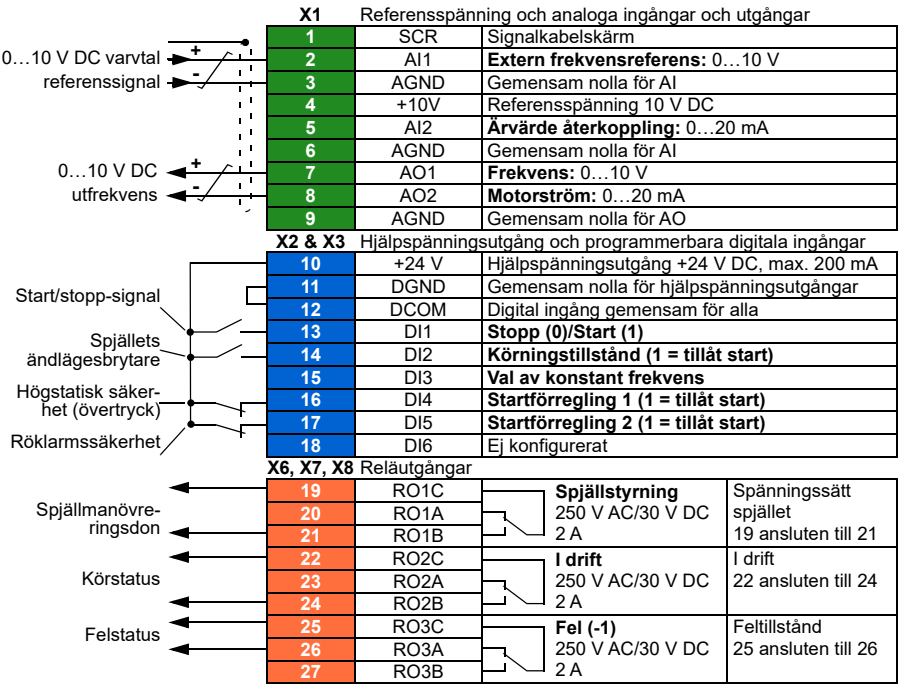 X1 Referensspänning och analoga ingångar och utgångar
1 SCR Signalkabelskärm
0…10 V DC varvtal + 2 AI1 Extern frekvensreferens: 0…10 V
referenssignal - 3 AGND Gemensam nolla för AI
4 +10V Referensspänning 10 V DC
5 AI2 Ärvärde återkoppling: 0…20 mA
6 AGND Gemensam nolla för AI
0…10 V DC + 7 AO1 Frekvens: 0…10 V
utfrekvens - 8 AO2 Motorström: 0…20 mA
9 AGND Gemensam nolla för AO
X2 & X3 Hjälpspänningsutgång och programmerbara digitala ingångar
10 +24 V Hjälpspänningsutgång +24 V DC, max. 200 mA
11 DGND Gemensam nolla för hjälpspänningsutgångar
Start/stopp-signal
12 DCOM Digital ingång gemensam för alla
13 DI1 Stopp (0)/Start (1)
Spjällets
ändlägesbrytare
14 DI2 Körningstillstånd (1 = tillåt start)
15 DI3 Val av konstant frekvens
Högstatisk säker-
het (övertryck)
16 DI4 Startförregling 1 (1 = tillåt start)
17 DI5 Startförregling 2 (1 = tillåt start)
Röklarmssäkerhet
18 DI6 Ej konfigurerat
X6, X7, X8 Reläutgångar
19 RO1C Spjällstyrning Spänningssätt
Spjällmanövre-
ringsdon
20 RO1A 250 V AC/30 V DC spjället
21 RO1B 2 A 19 ansluten till 21
22 RO2C I drift I drift
Körstatus 23 RO2A 250 V AC/30 V DC 22 ansluten till 24
24 RO2B 2 A
25 RO3C Fel (-1) Feltillstånd
Felstatus
26 RO3A 250 V AC/30 V DC 25 ansluten till 26
27 RO3B 2 A